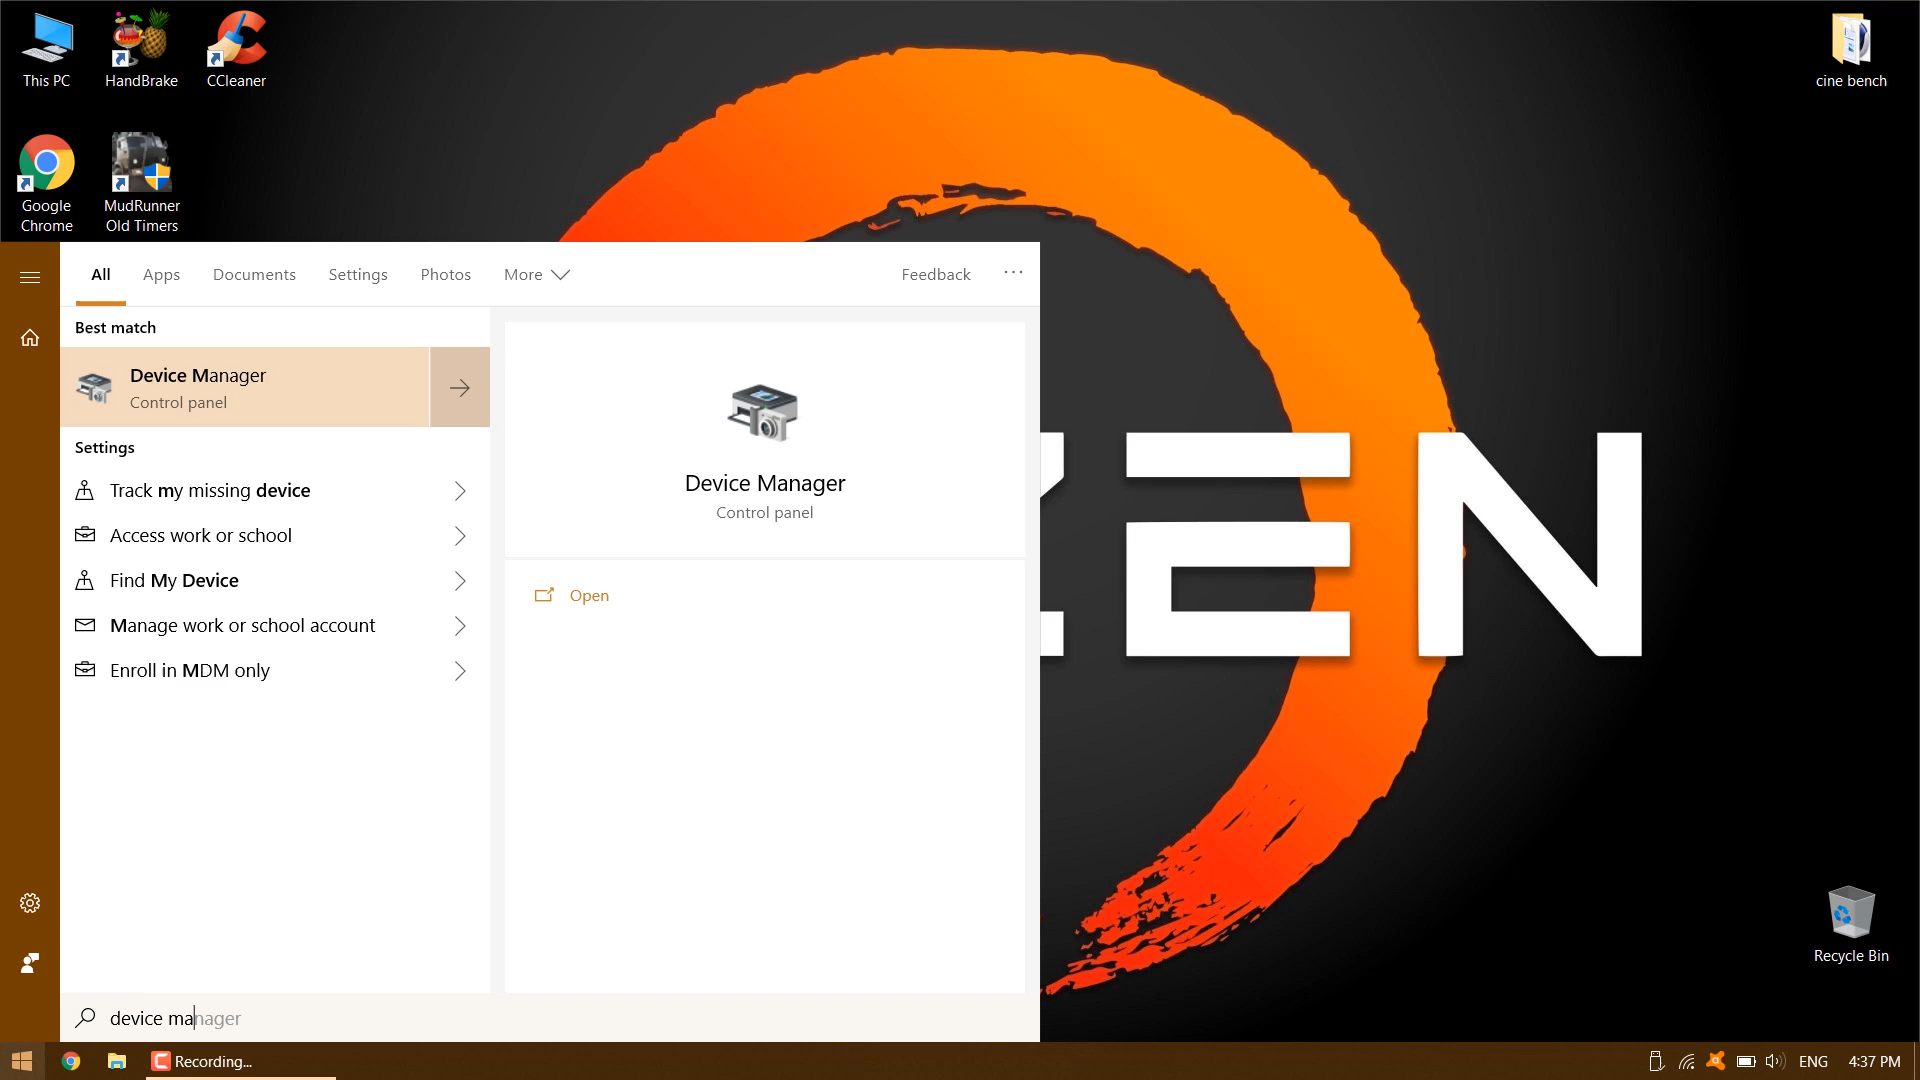 This PC
HandBrake
CCleaner
cine bench
Google
Chrome
MudRunner
Old Timers
All
Apps
Documents
Settings
Photos
More
Feedback
Best match
Device Manager
Control panel
Settings
Track my missing device
Access work or school
Find My Device
Manage work or school account
Enroll in MDM only
Device Manager
Control panel
Open
ZEN
Recycle Bin
device manager
Recording...
ENG
4:37 PM